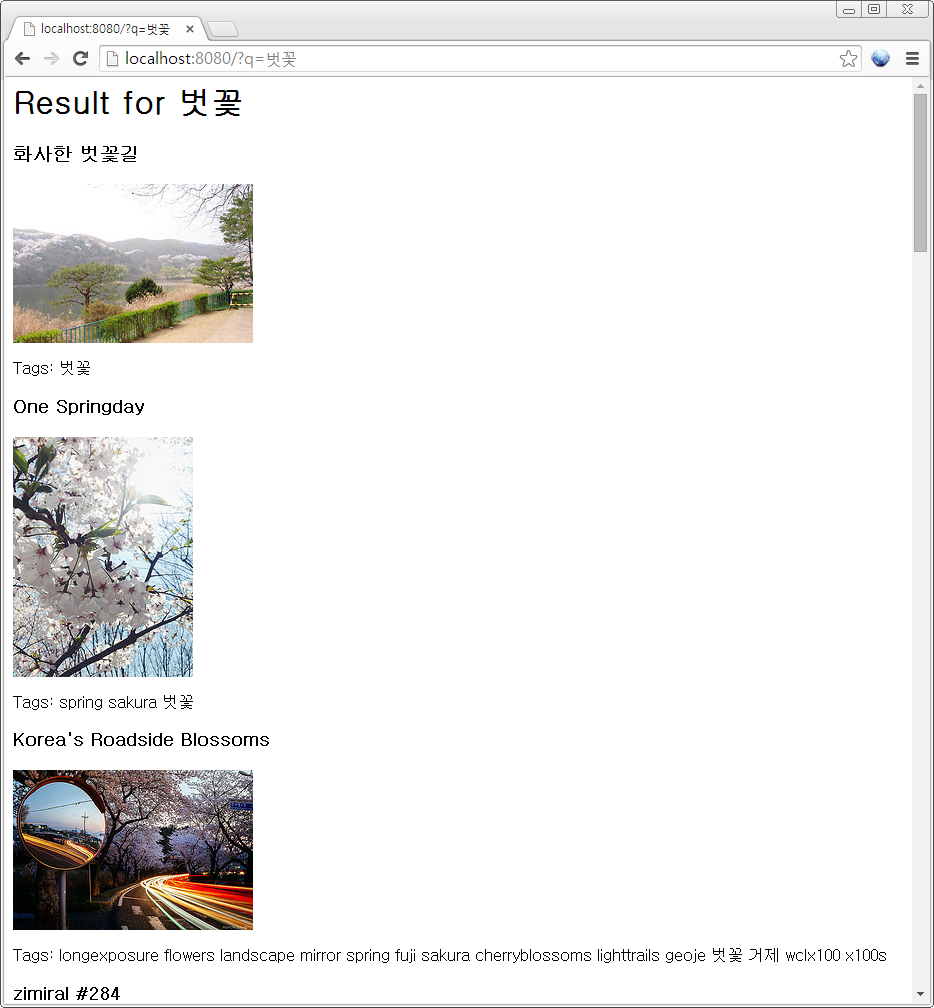 localhost:8080/?q=벚꽃
localhost:8080/?q=벚꽃
Result for 벚꽃
화사한 벚꽃길
Tags: 벚꽃
One Springday
Tags: spring sakura 벚꽃
Korea's Roadside Blossoms
Tags: longexposure flowers landscape mirror spring fuji sakura cherryblossoms lighttrails geoje 벚꽃 거제 wclx100 x100s
zimiral #284